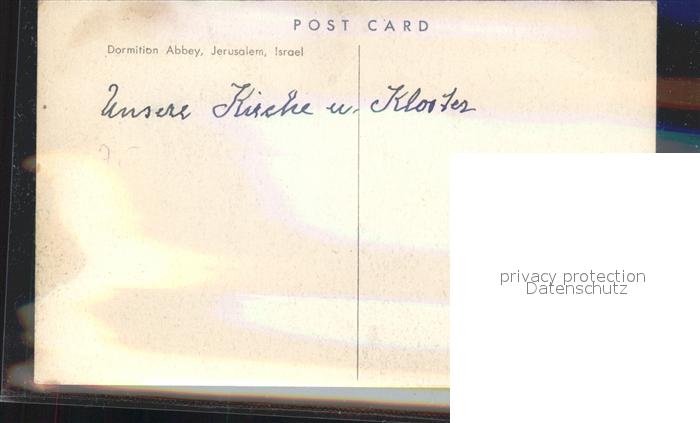 POST CARD
Dormition Abbey, Jerusalem, Israel
Unsere Kirche u. Kloster
privacy protection
Datenschutz